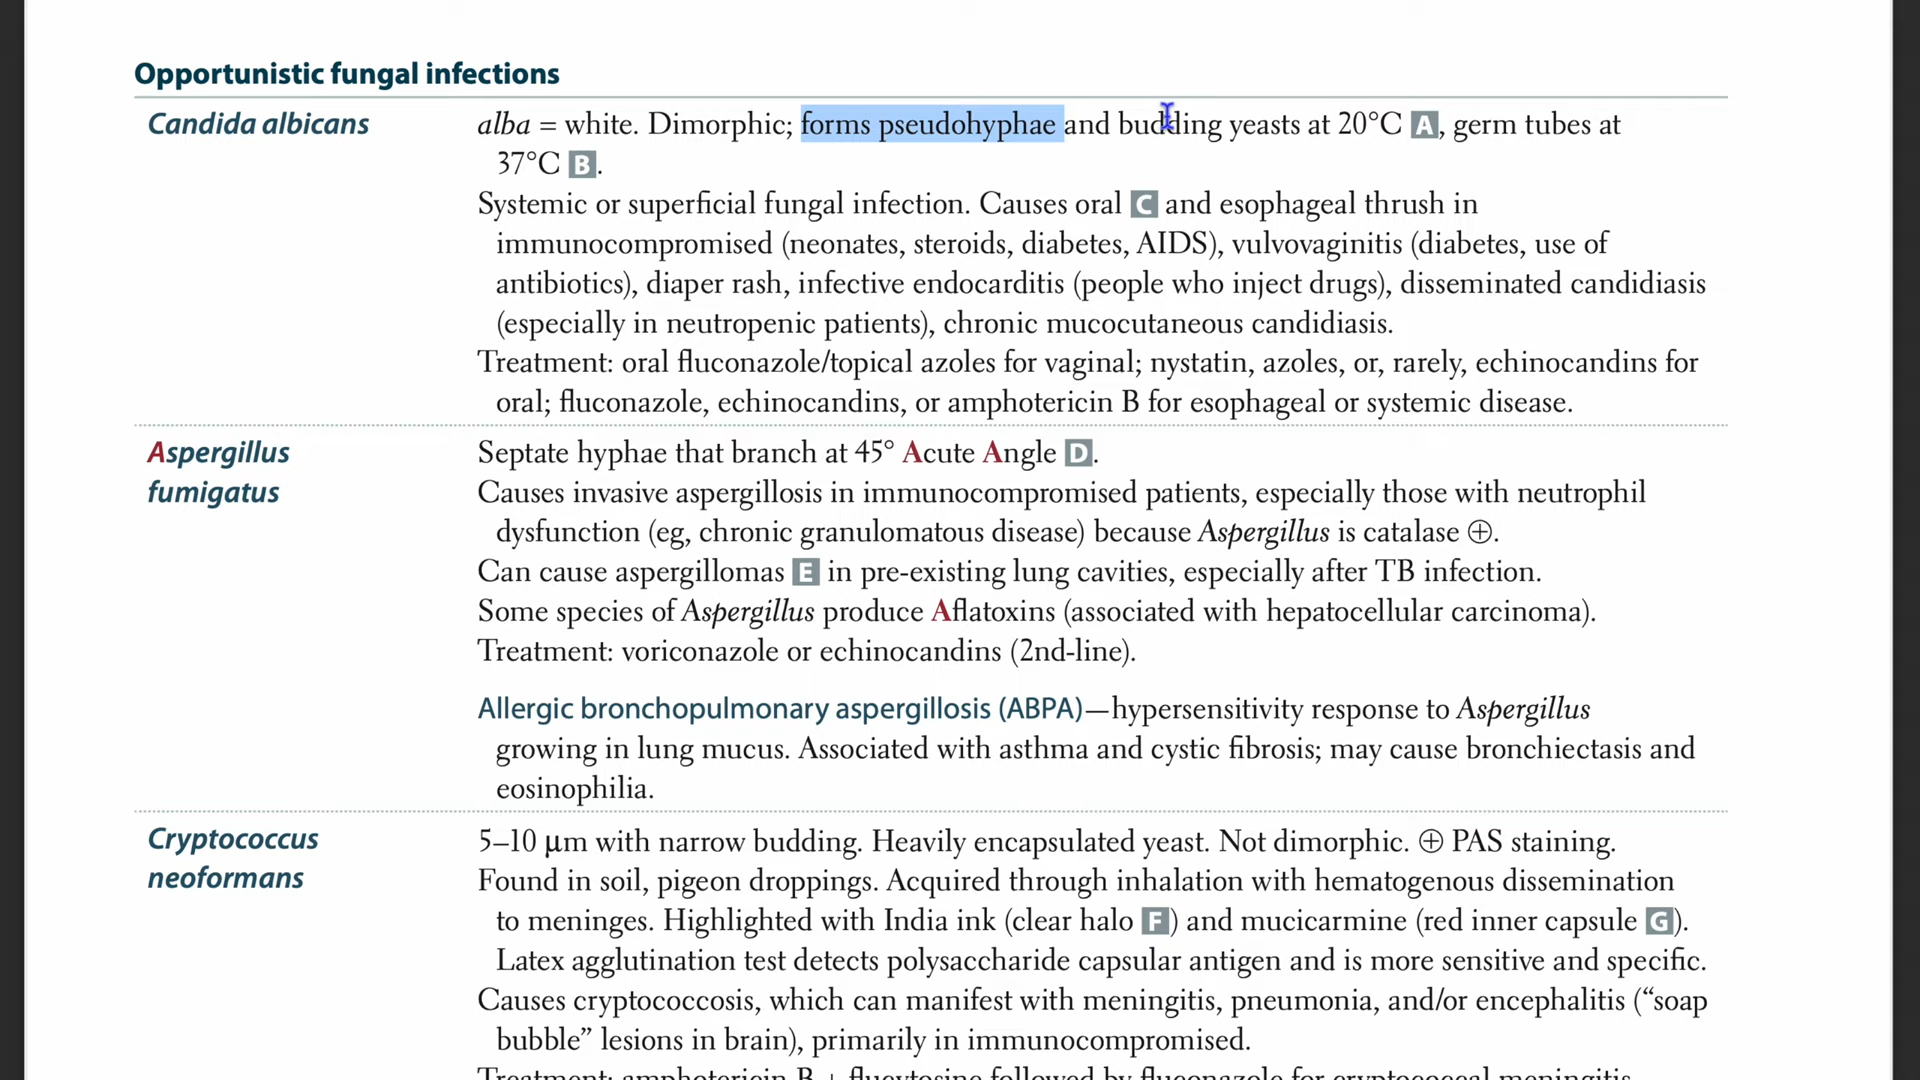 Opportunistic fungal infections
Candida albicans
alba = white. Dimorphic; forms pseudohyphae and budding yeasts at 20°C A, germ tubes at
37°C B.
Systemic or superficial fungal infection. Causes oral C and esophageal thrush in
immunocompromised (neonates, steroids, diabetes, AIDS), vulvovaginitis (diabetes, use of
antibiotics), diaper rash, infective endocarditis (people who inject drugs), disseminated candidiasis
(especially in neutropenic patients), chronic mucocutaneous candidiasis.
Treatment: oral fluconazole/topical azoles for vaginal; nystatin, azoles, or, rarely, echinocandins for
oral; fluconazole, echinocandins, or amphotericin B for esophageal or systemic disease.
Aspergillus
fumigatus
Septate hyphae that branch at 45° Acute Angle D.
Causes invasive aspergillosis in immunocompromised patients, especially those with neutrophil
dysfunction (eg, chronic granulomatous disease) because Aspergillus is catalase ⊕.
Can cause aspergillomas E in pre-existing lung cavities, especially after TB infection.
Some species of Aspergillus produce Aflatoxins (associated with hepatocellular carcinoma).
Treatment: voriconazole or echinocandins (2nd-line).
Allergic bronchopulmonary aspergillosis (ABPA)—hypersensitivity response to Aspergillus
growing in lung mucus. Associated with asthma and cystic fibrosis; may cause bronchiectasis and
eosinophilia.
Cryptococcus
neoformans
5–10 μm with narrow budding. Heavily encapsulated yeast. Not dimorphic. ⊕ PAS staining.
Found in soil, pigeon droppings. Acquired through inhalation with hematogenous dissemination
to meninges. Highlighted with India ink (clear halo F) and mucicarmine (red inner capsule G).
Latex agglutination test detects polysaccharide capsular antigen and is more sensitive and specific.
Causes cryptococcosis, which can manifest with meningitis, pneumonia, and/or encephalitis (“soap
bubble” lesions in brain), primarily in immunocompromised.
Treatment: amphotericin B + flucytosine followed by fluconazole for cryptococcal meningitis.